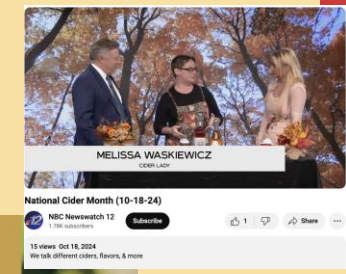 MELISSA WASKIEWICZ
CIDER LADY
National Cider Month (10-18-24)
12
NBC Newswatch 12
1.78K subscribers
Subscribe
1
Share
15 views Oct 18, 2024
We talk different ciders, flavors, & more